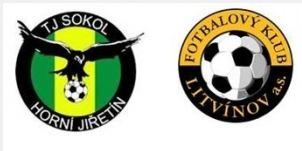 TJ SOKOL
HORNÍ JIŘETÍN
FOTBALOVÝ KLUB
LITVÍNOV a.s.